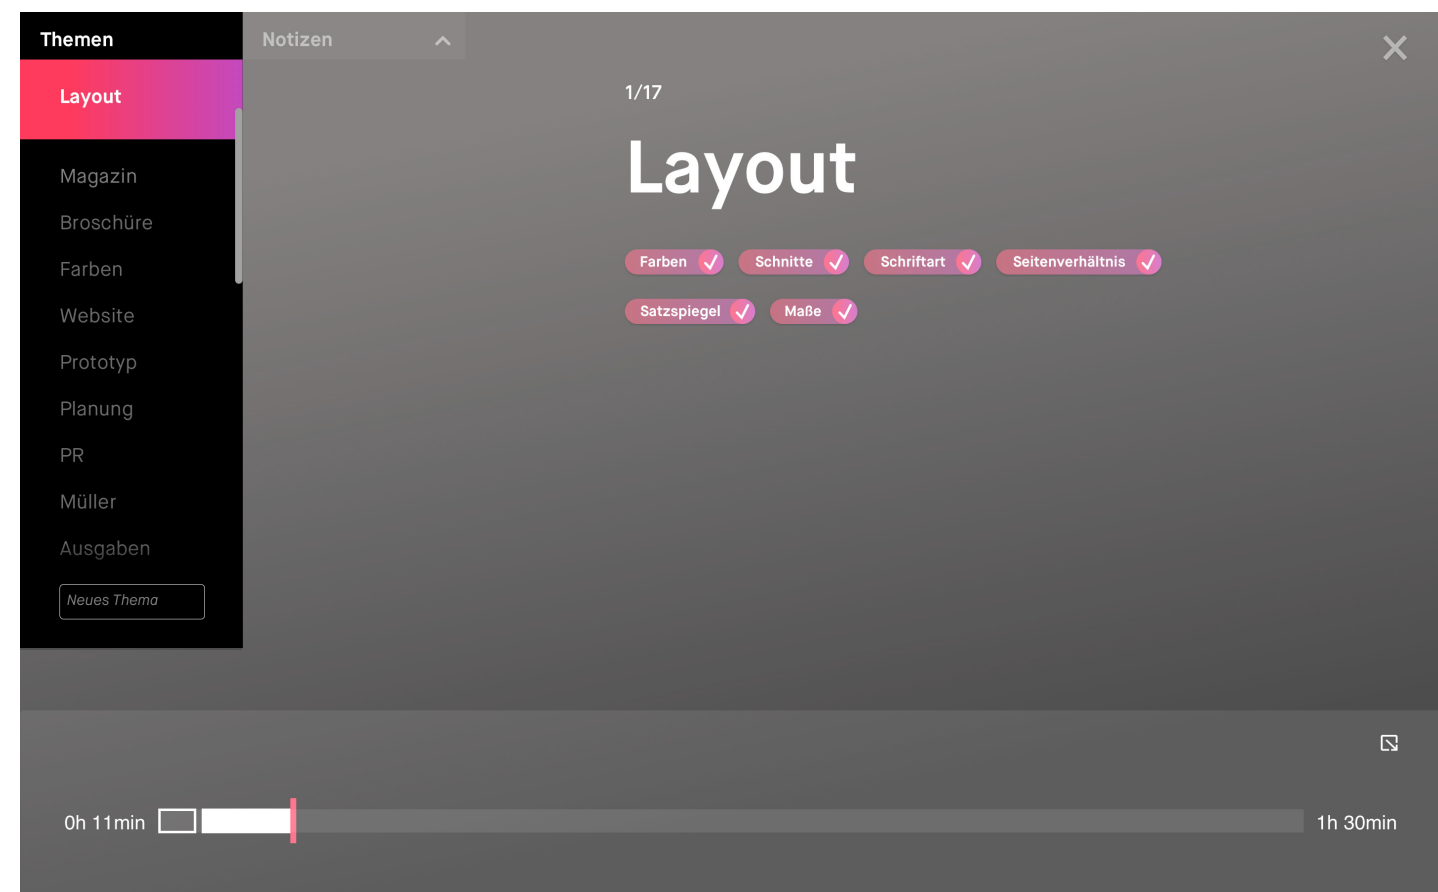 Themen
Notizen
Layout
Magazin
Broschüre
Farben
Website
Prototyp
Planung
PR
Müller
Ausgaben
Neues Thema
1/17
Layout
Farben Schnitte Schriftart Seitenverhältnis
Satzspiegel Maße
0h 11min
1h 30min